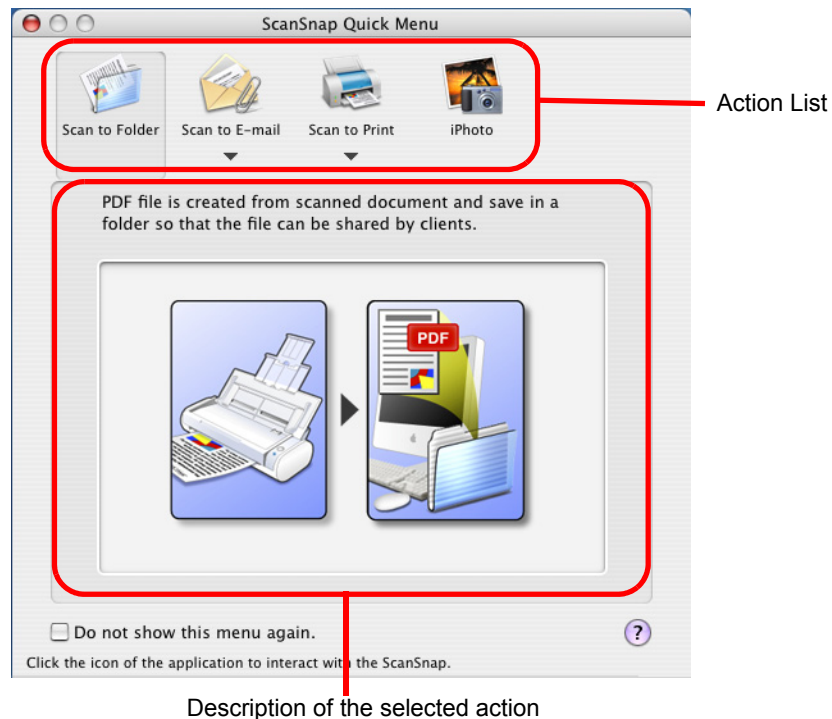 ScanSnap Quick Menu
Scan to Folder
Scan to E-mail
Scan to Print
iPhoto
Action List
PDF file is created from scanned document and save in a
folder so that the file can be shared by clients.
PDF
Do not show this menu again.
?
Click the icon of the application to interact with the ScanSnap.
Description of the selected action